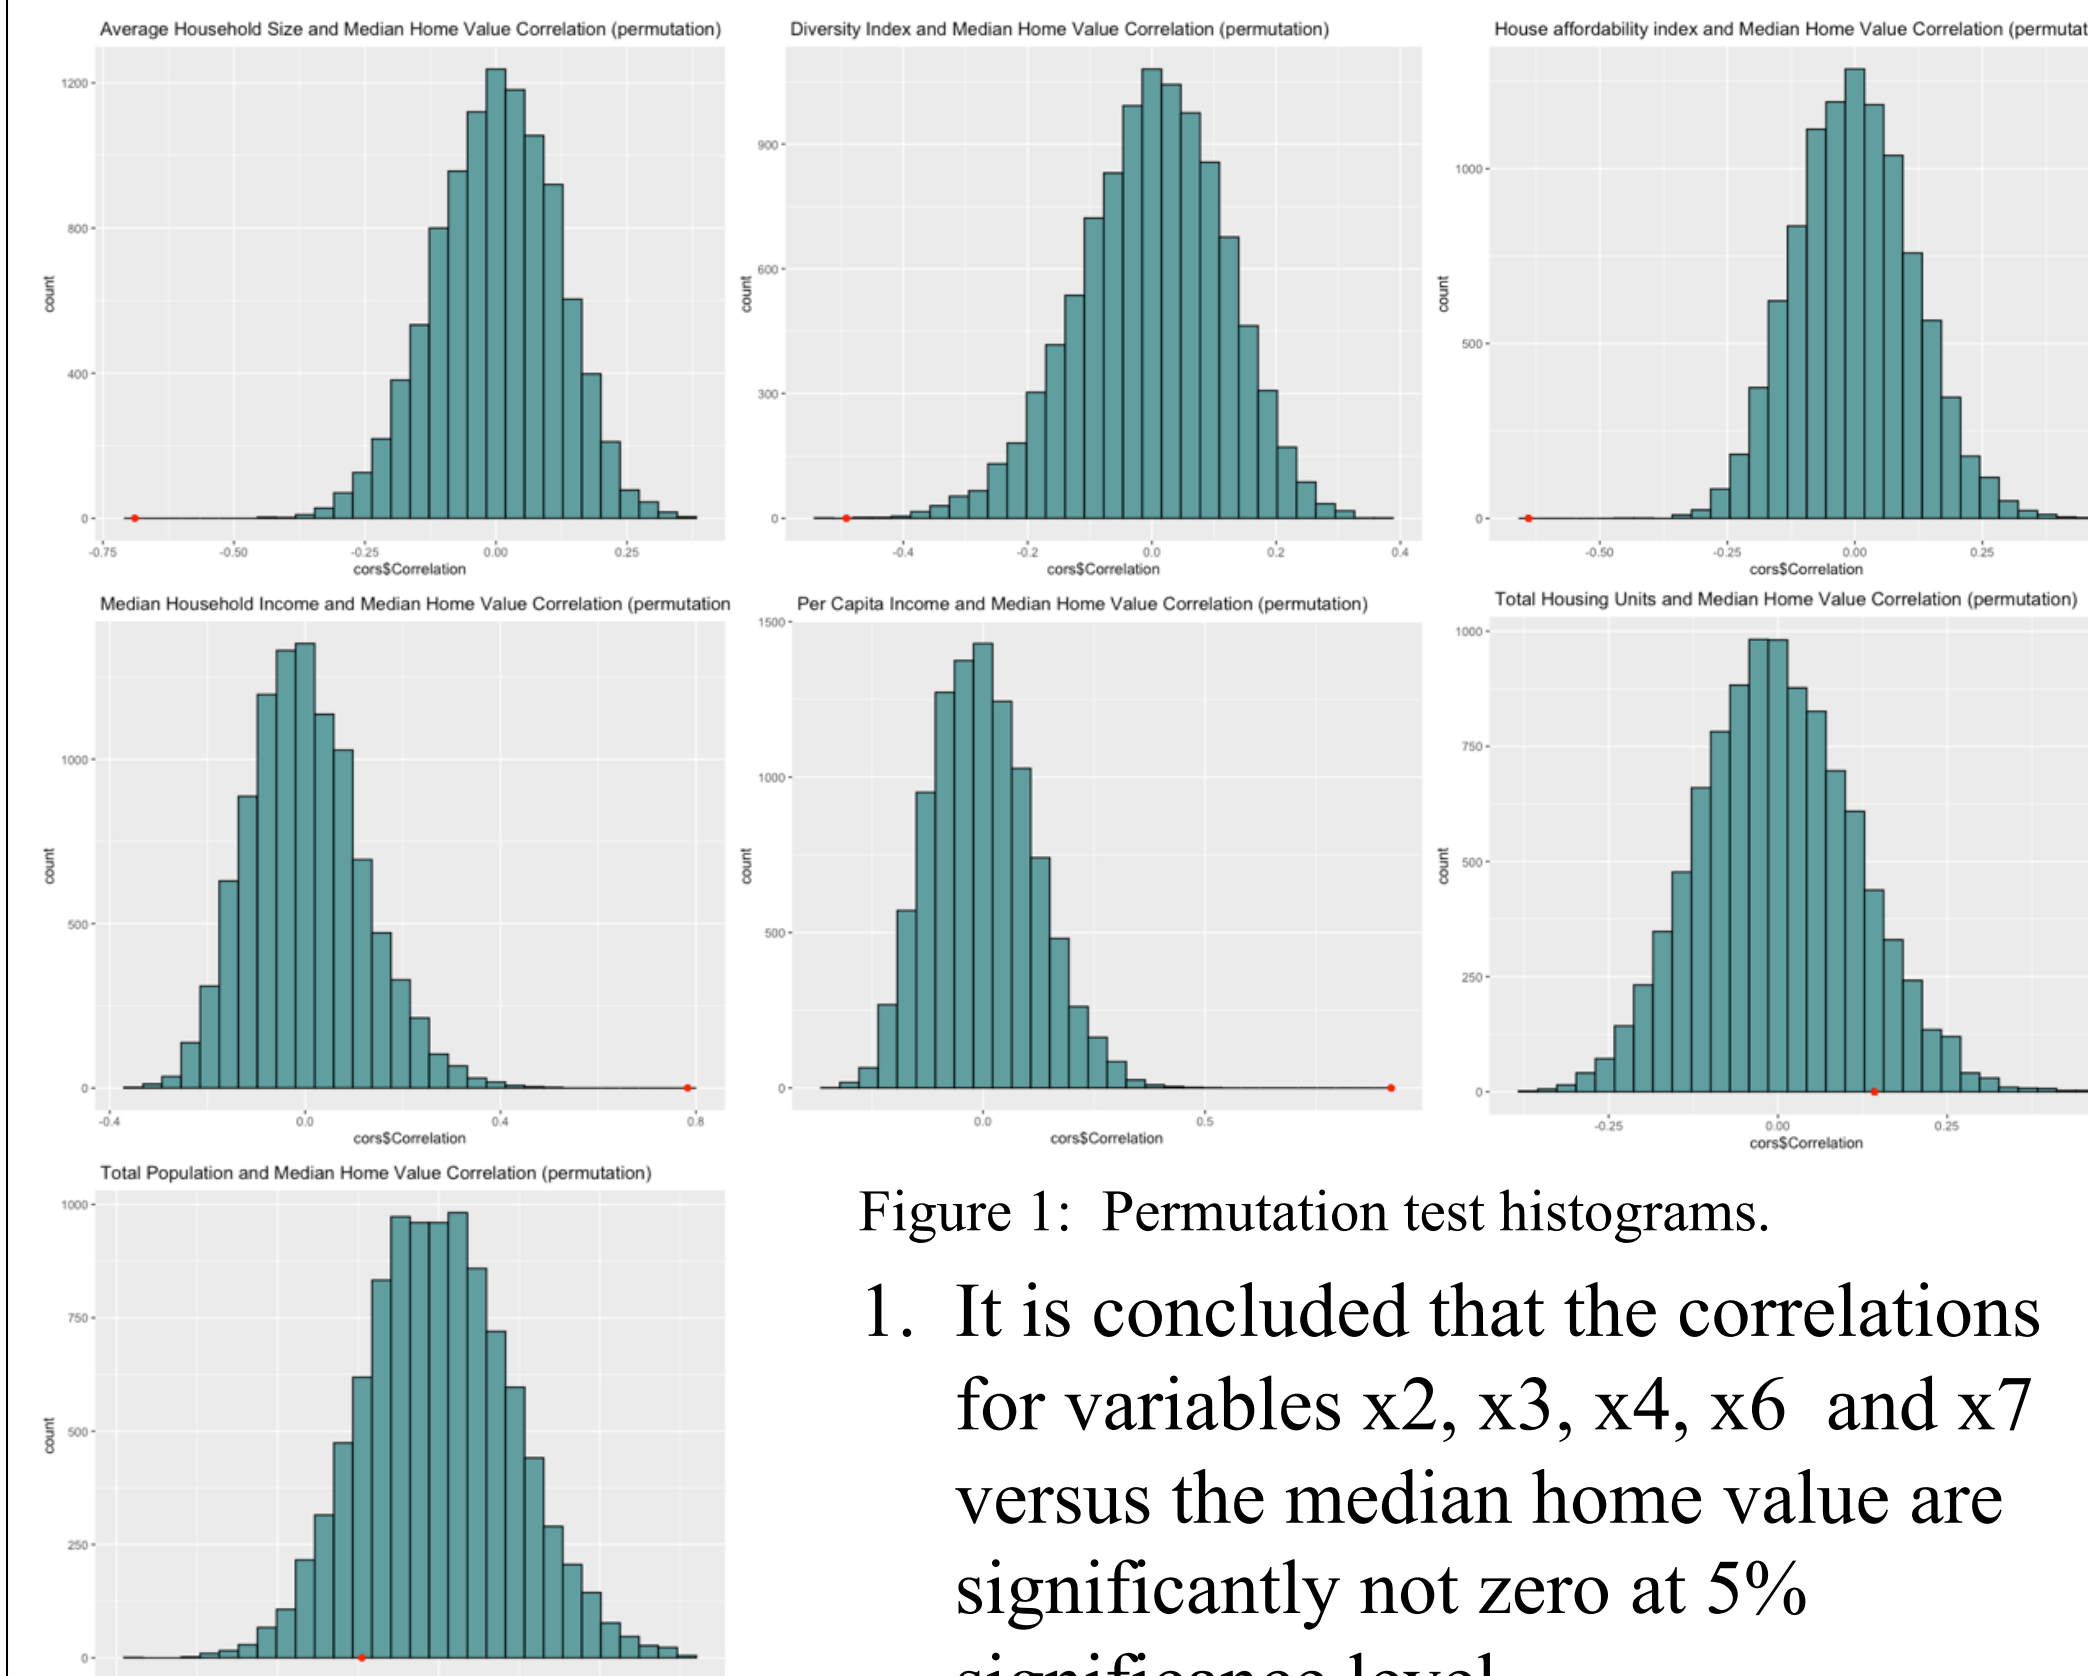 Average Household Size and Median Home Value Correlation (permutation)
count
1200
800
400
0
-0.75 -0.50 -0.25 0.00 0.25
cors$Correlation
Diversity Index and Median Home Value Correlation (permutation)
count
900
600
300
0
-0.4 -0.2 0.0 0.2 0.4
cors$Correlation
House affordability index and Median Home Value Correlation (permutat
count
1000
500
0
-0.50 -0.25 0.00 0.25
cors$Correlation
Median Household Income and Median Home Value Correlation (permutation
count
1000
500
0
-0.4 0.0 0.4 0.8
cors$Correlation
Per Capita Income and Median Home Value Correlation (permutation)
count
1500
1000
500
0
0.0 0.5
cors$Correlation
Total Housing Units and Median Home Value Correlation (permutation)
count
1000
750
500
250
0
-0.25 0.00 0.25
cors$Correlation
Total Population and Median Home Value Correlation (permutation)
count
1000
750
500
250
0
Figure 1: Permutation test histograms.
1. It is concluded that the correlations
for variables x2, x3, x4, x6 and x7
versus the median home value are
significantly not zero at 5%
significance level